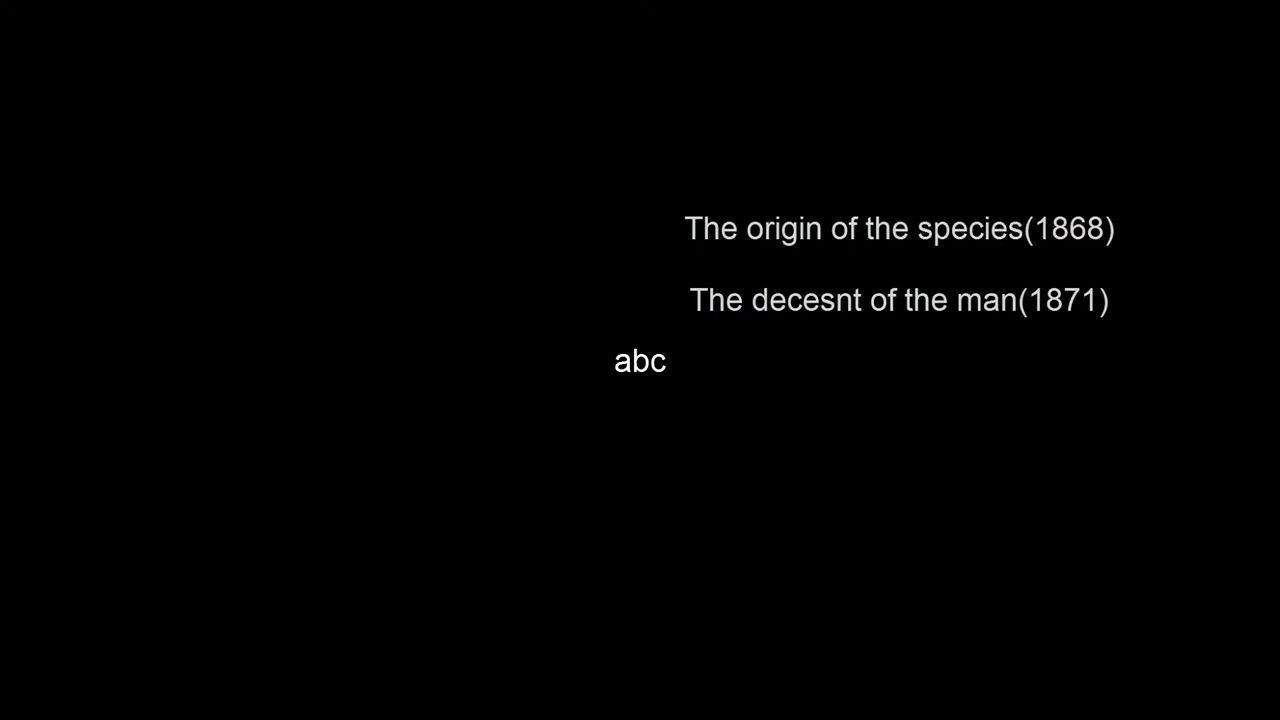 The origin of the species(1868)
The decesnt of the man(1871)
abc